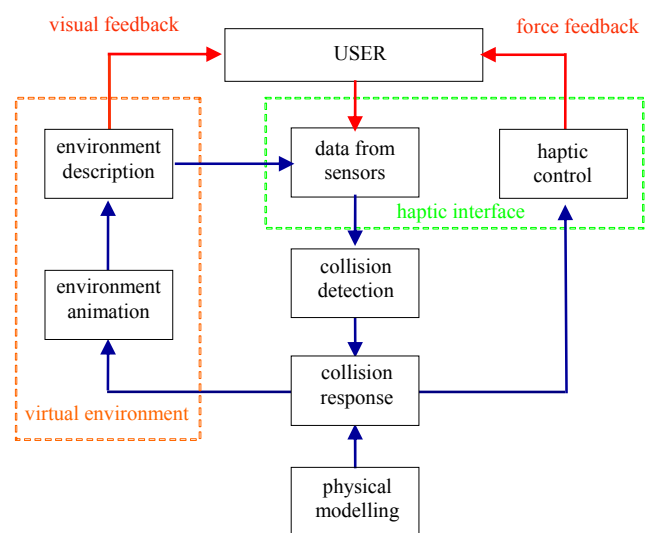 visual feedback
force feedback
USER
environment
description
data from
sensors
haptic
control
haptic interface
environment
animation
collision
detection
collision
response
virtual environment
physical
modelling